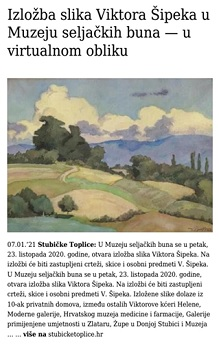 Izložba slika Viktora Šipeka u
Muzeju seljačkih buna — u
virtualnom obliku
07.01.'21 Stubičke Toplice: U Muzeju seljačkih buna se u petak,
23. listopada 2020. godine, otvara izložba slika Viktora Šipeka. Na
izložbi će biti zastupljeni crteži, skice i osobni predmeti V. Šipeka.
U Muzeju seljačkih buna se u petak, 23. listopada 2020. godine,
otvara izložba slika Viktora Šipeka. Na izložbi će biti zastupljeni
crteži, skice i osobni predmeti V. Šipeka. Izložene slike dolaze iz
10-ak privatnih domova, između ostalih Viktorove kćeri Helene,
Moderne galerije, Hrvatskog muzeja medicine i farmacije, Galerije
primijenjene umjetnosti u Zlataru, Župe u Donjoj Stubici i Muzeja
... ... više na stubicketoplice.hr